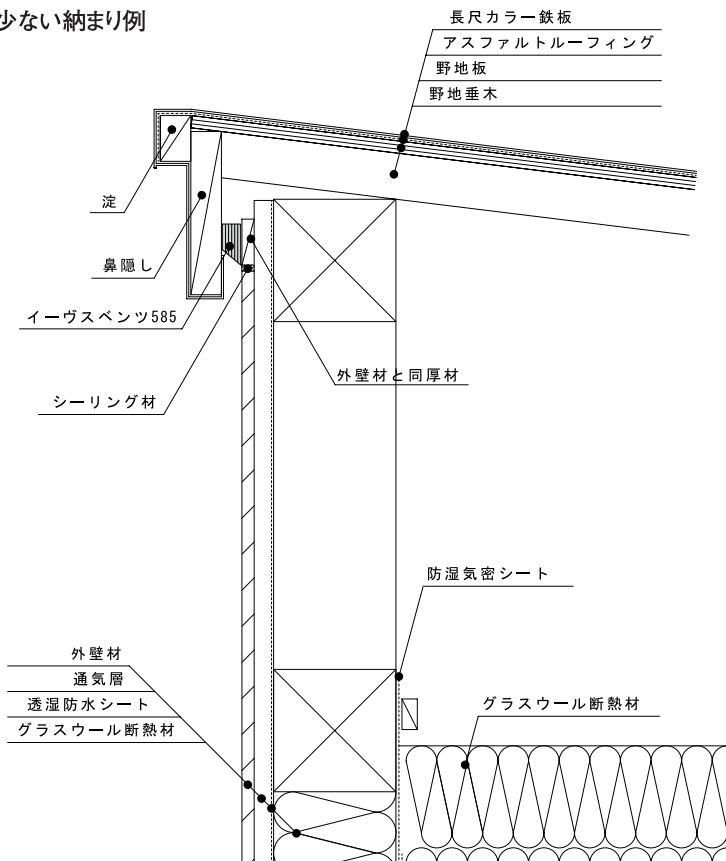 少ない納まり例
長尺カラー鉄板
アスファルトルーフィング
野地板
野地垂木
淀
鼻隠し
イーヴスベンツ585
外壁材と同厚材
シーリング材
防湿気密シート
外壁材
通気層
透湿防水シート
グラスウール断熱材
グラスウール断熱材